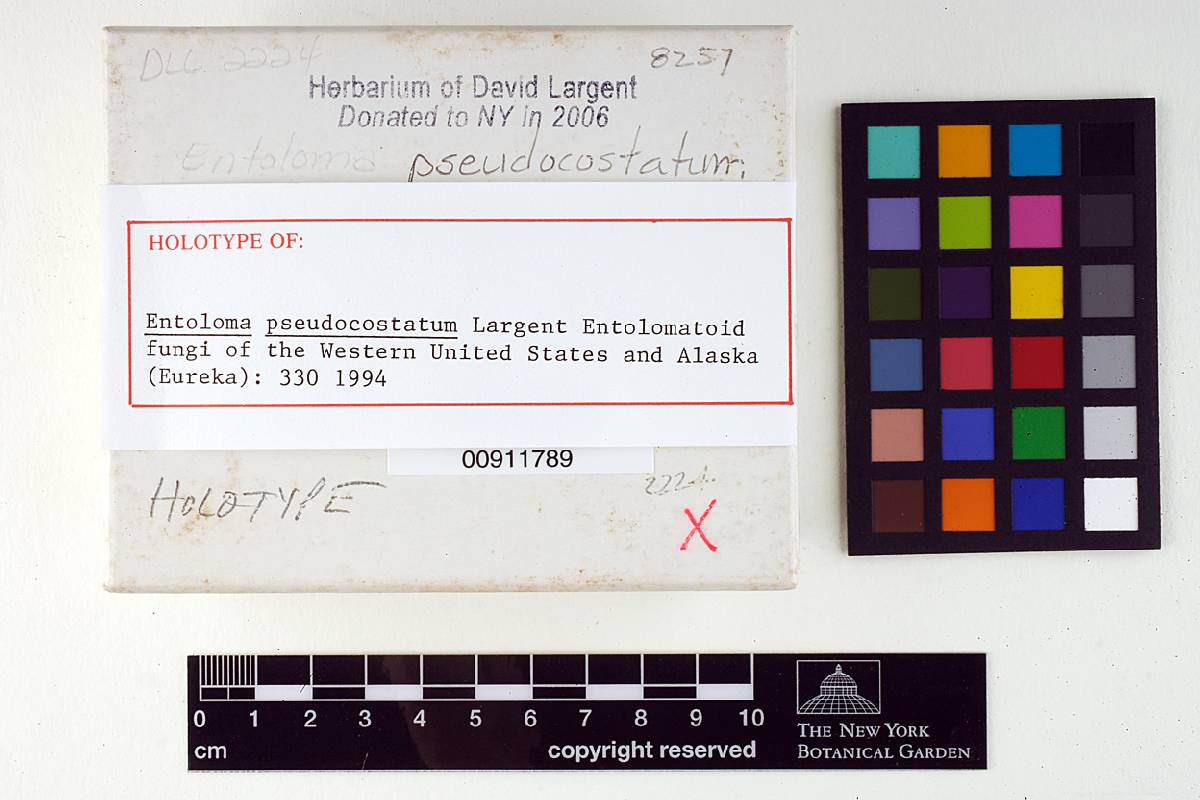 DLL 2224
8257
Herbarium of David Largent
Donated to NY in 2006
Entoloma pseudocostatum;
HOLOTYPE OF:
Entoloma pseudocostatum Largent Entolomatoid
fungi of the Western United States and Alaska
(Eureka): 330 1994
00911789
HOLOTYPE
X
0 1 2 3 4 5 6 7 8 9 10
cm
copyright reserved
THE NEW YORK
BOTANICAL GARDEN